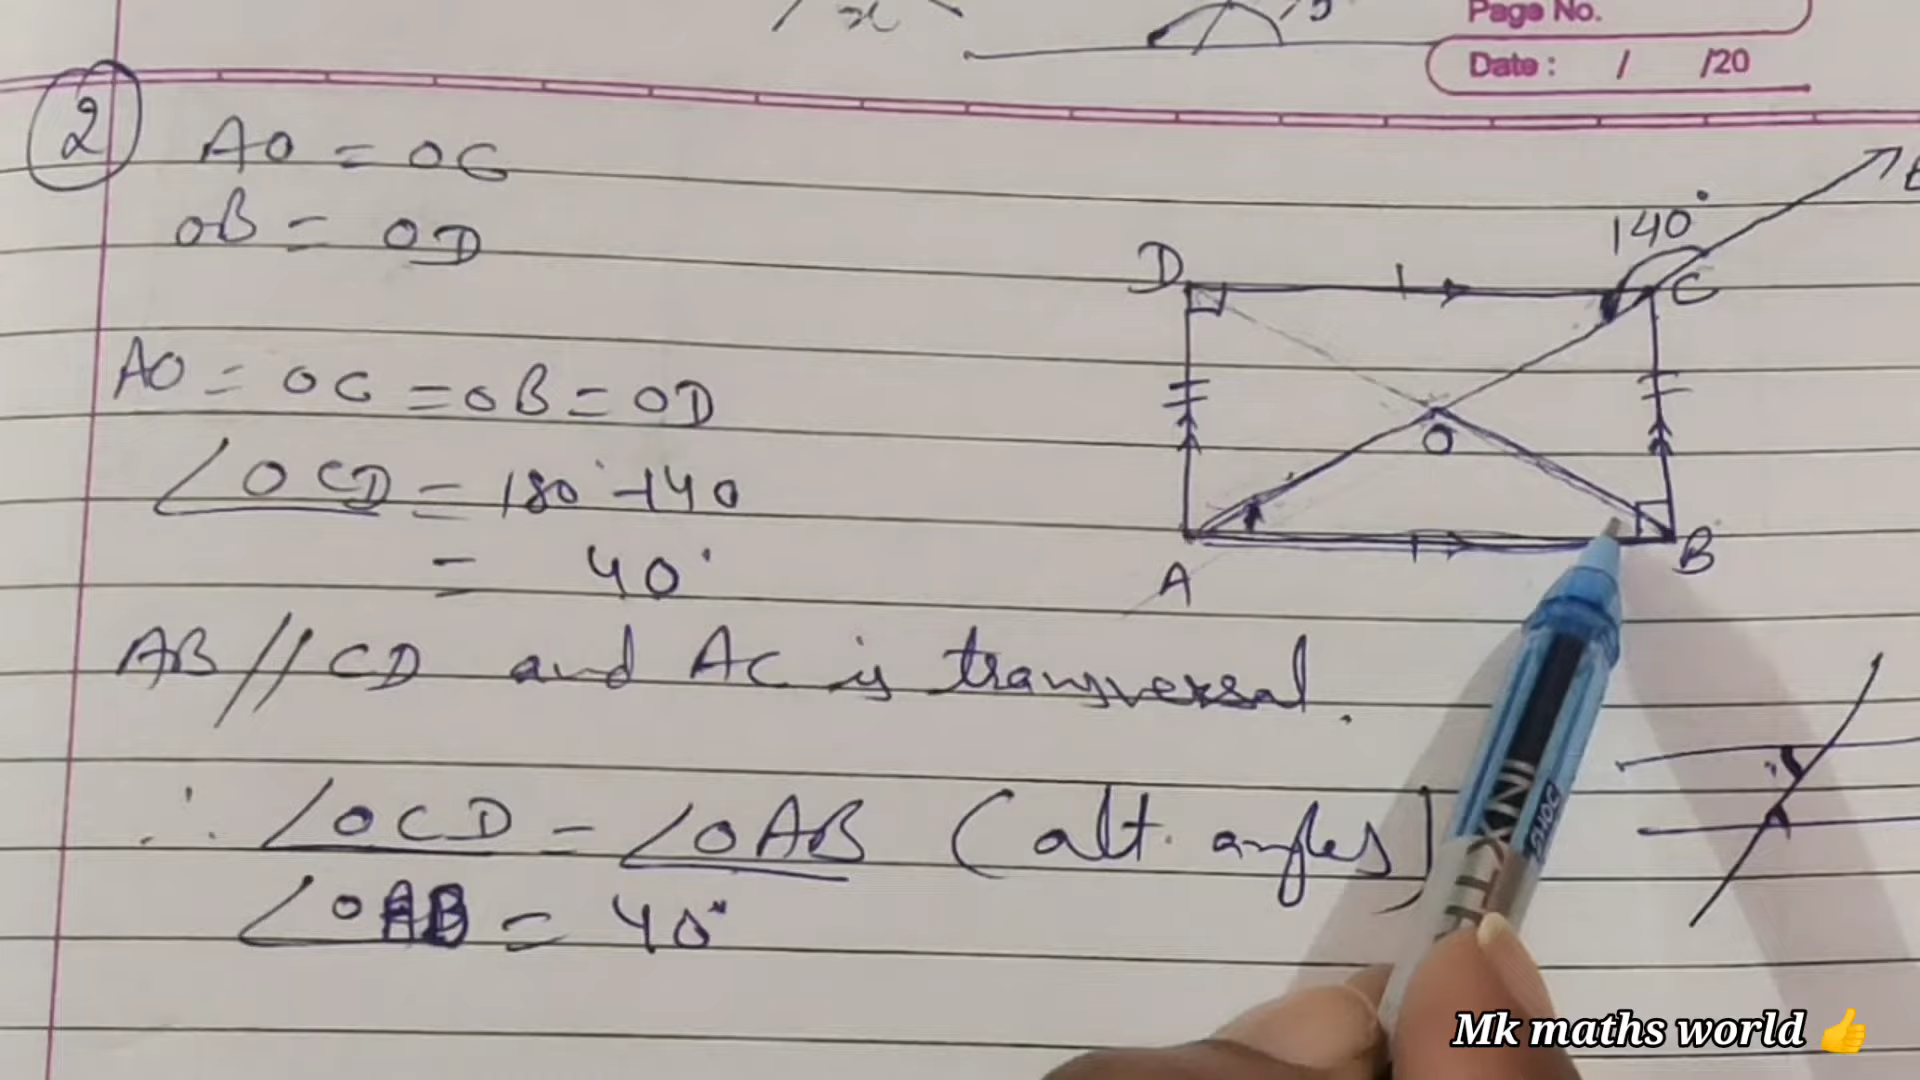 Page No.
Date : / /20
x
2
AO = OC
OB = OD
140°
D
C
AO = OC = OB = OD
O
∠OCD = 180° - 140
= 40°
A
B
AB // CD and AC is transversal.
∴ ∠OCD = ∠OAB (alt. angles)
∠OAB = 40°
Mk maths world 👍